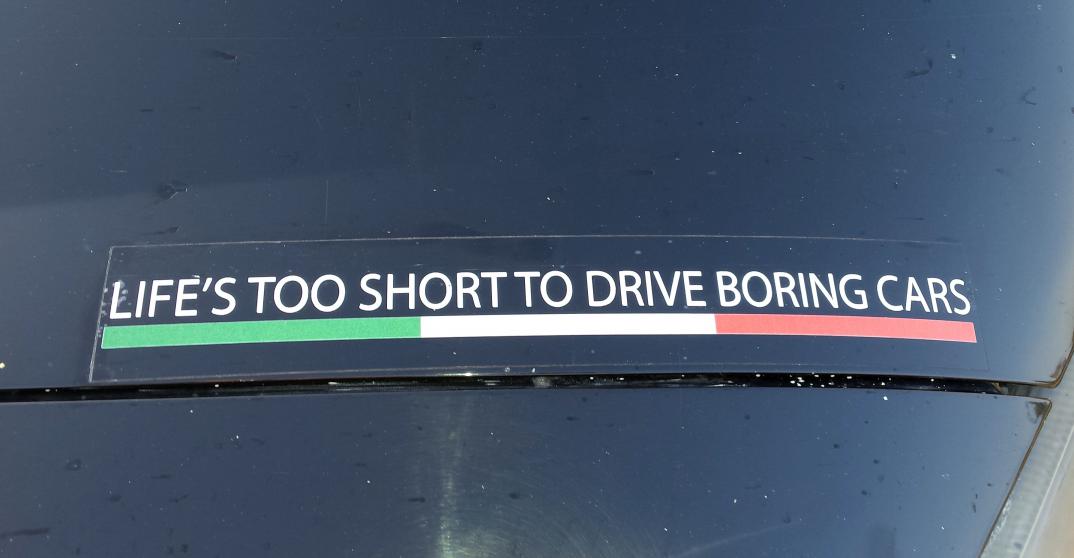 LIFE'S TOO SHORT TO DRIVE BORING CARS